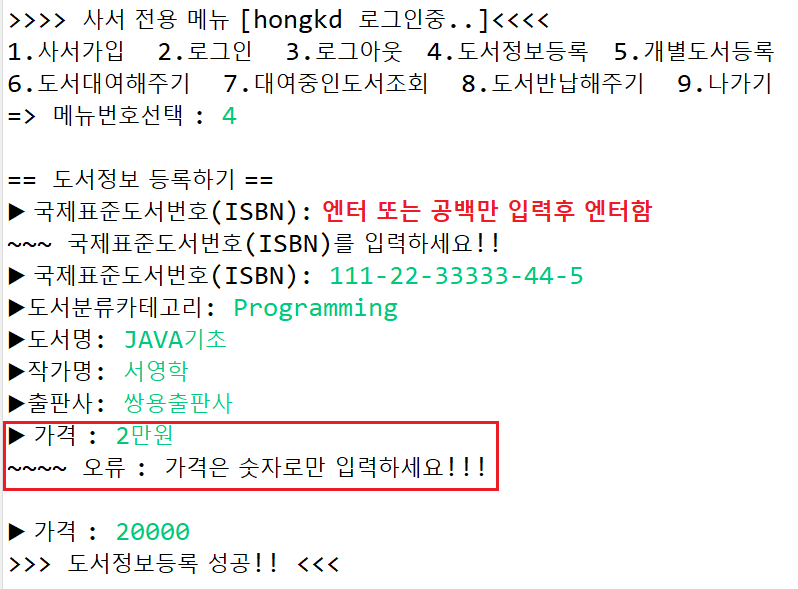 >>>> 사서 전용 메뉴 [hongkd 로그인중..]<<<<
1.사서가입 2.로그인 3.로그아웃 4.도서정보등록 5.개별도서등록
6.도서대여해주기 7.대여중인도서조회 8.도서반납해주기 9.나가기
=> 메뉴번호선택 : 4
== 도서정보 등록하기 ==
▶ 국제표준도서번호(ISBN): 엔터 또는 공백만 입력후 엔터함
~~~ 국제표준도서번호(ISBN)를 입력하세요!!
▶ 국제표준도서번호(ISBN): 111-22-33333-44-5
▶도서분류카테고리: Programming
▶도서명: JAVA기초
▶작가명: 서영학
▶출판사: 쌍용출판사
▶ 가격 : 2만원
~~~~ 오류 : 가격은 숫자로만 입력하세요!!!
▶ 가격 : 20000
>>> 도서정보등록 성공!! <<<